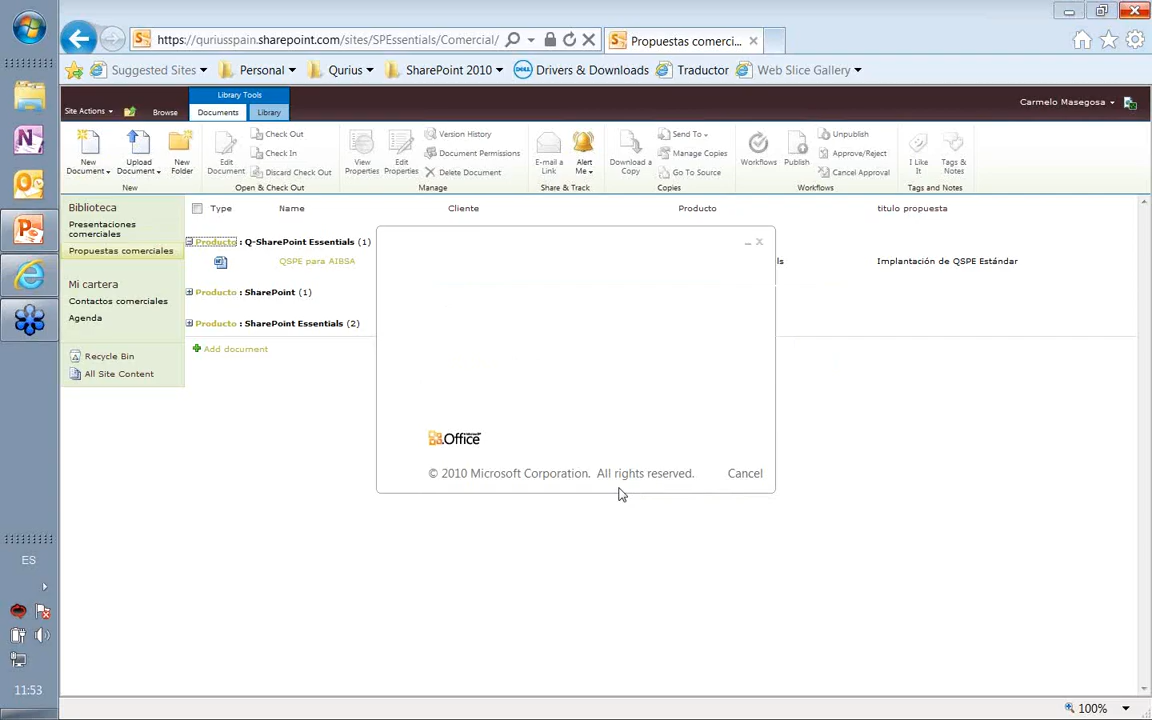 https://quriusspain.sharepoint.com/sites/SPEssentials/Comercial/
Propuestas comerci...
Suggested Sites
Personal
Qurius
SharePoint 2010
Drivers & Downloads
Traductor
Web Slice Gallery
Library Tools
Site Actions
Browse
Documents
Library
Carmelo Masegosa
New Document
Upload Document
New Folder
New
Edit Document
Check Out
Check In
Discard Check Out
Open & Check Out
View Properties
Edit Properties
Version History
Document Permissions
Delete Document
Manage
E-mail a Link
Alert Me
Share & Track
Download a Copy
Send To
Manage Copies
Go To Source
Copies
Workflows
Publish
Unpublish
Approve/Reject
Cancel Approval
Workflows
I Like It
Tags & Notes
Tags and Notes
Biblioteca
Presentaciones comerciales
Propuestas comerciales
Mi cartera
Contactos comerciales
Agenda
Recycle Bin
All Site Content
Type
Name
Cliente
Producto
titulo propuesta
Producto : Q-SharePoint Essentials (1)
QSPE para AIBSA
ls
Implantación de QSPE Estándar
Producto : SharePoint (1)
Producto : SharePoint Essentials (2)
Add document
Microsoft
Office
© 2010 Microsoft Corporation. All rights reserved.
Cancel
ES
11:53
100%